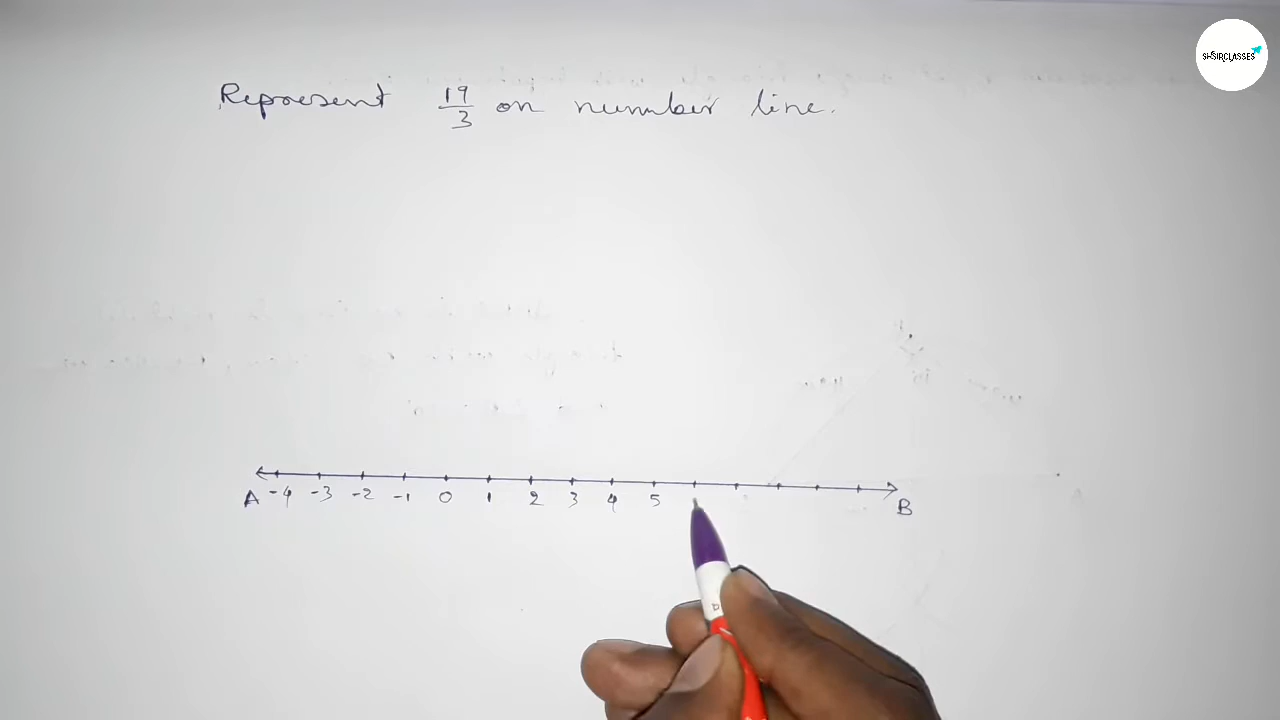 SHSIRCLASSES
Represent 19/3 on number line.
A -4 -3 -2 -1 0 1 2 3 4 5 B